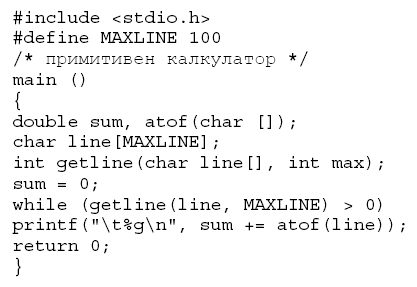 #include <stdio.h>
#define MAXLINE 100
/* примитивен калкулатор */
main ()
{
double sum, atof(char []);
char line[MAXLINE];
int getline(char line[], int max);
sum = 0;
while (getline(line, MAXLINE) > 0)
printf("\t%g\n", sum += atof(line));
return 0;
}